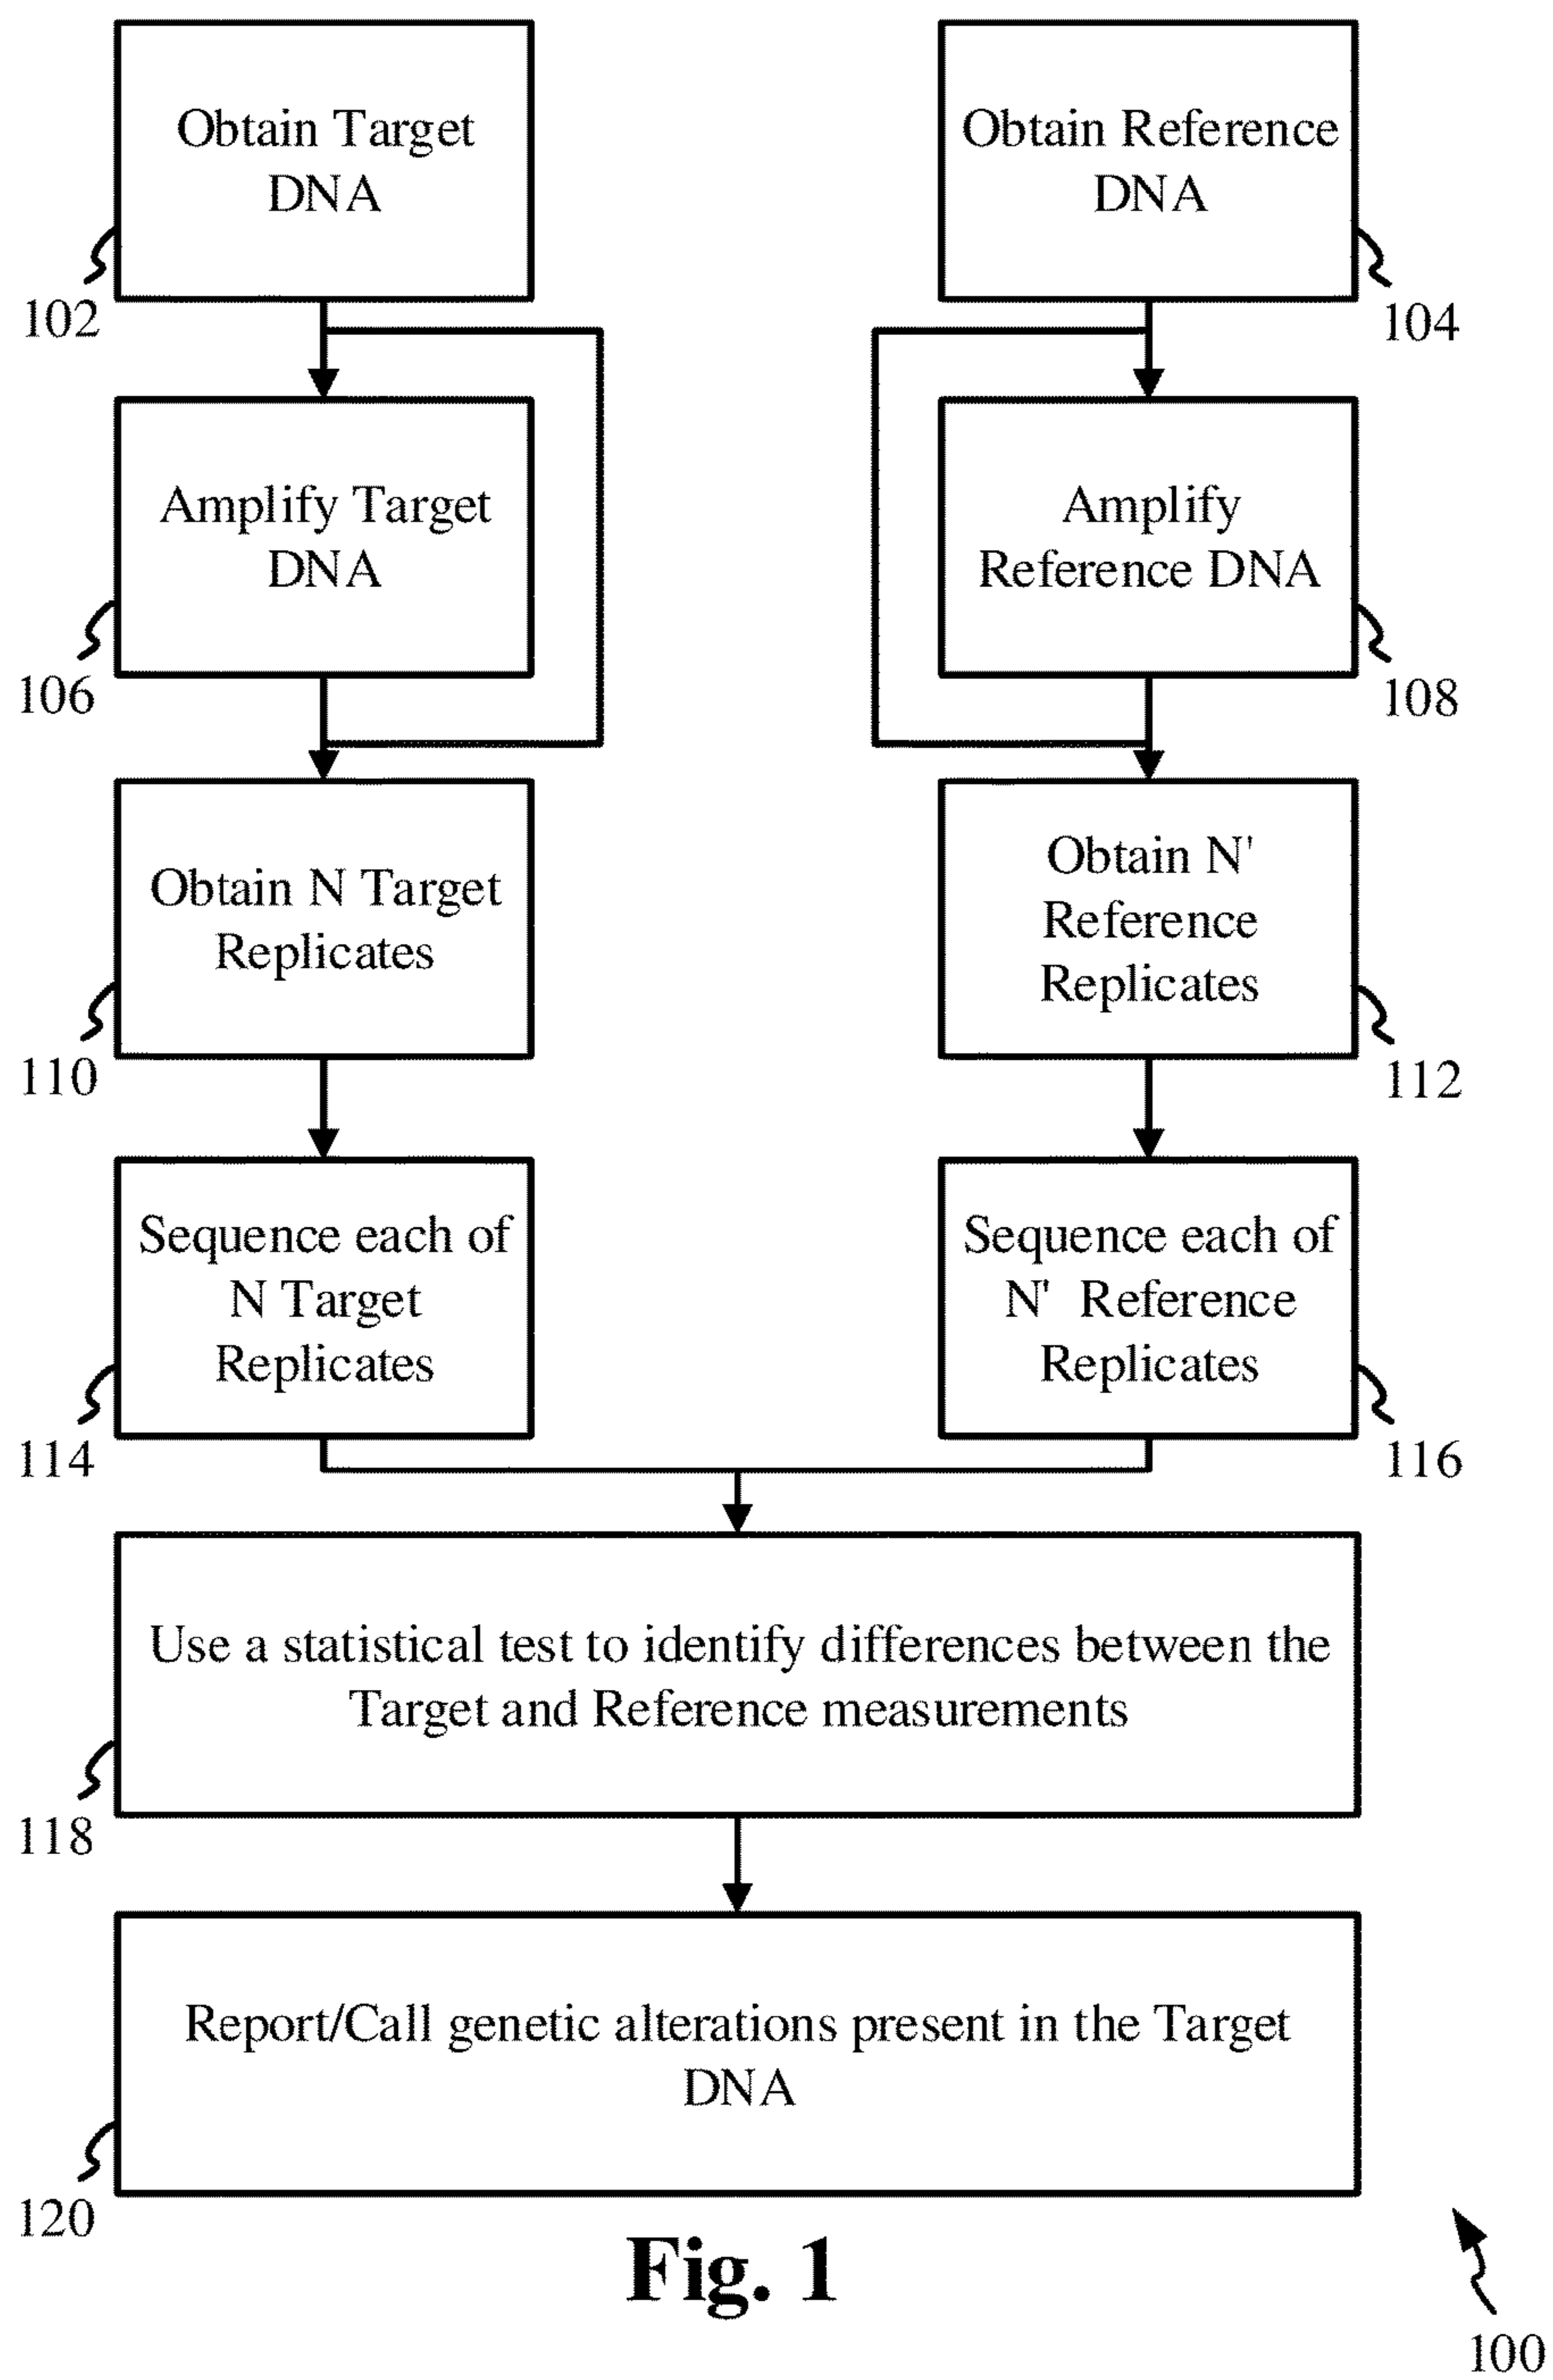 Obtain Target
DNA
102
Obtain Reference
DNA
104
Amplify Target
DNA
106
Amplify
Reference DNA
108
Obtain N Target
Replicates
110
Obtain N'
Reference
Replicates
112
Sequence each of
N Target
Replicates
114
Sequence each of
N' Reference
Replicates
116
Use a statistical test to identify differences between the
Target and Reference measurements
118
Report/Call genetic alterations present in the Target
DNA
120
Fig. 1
100